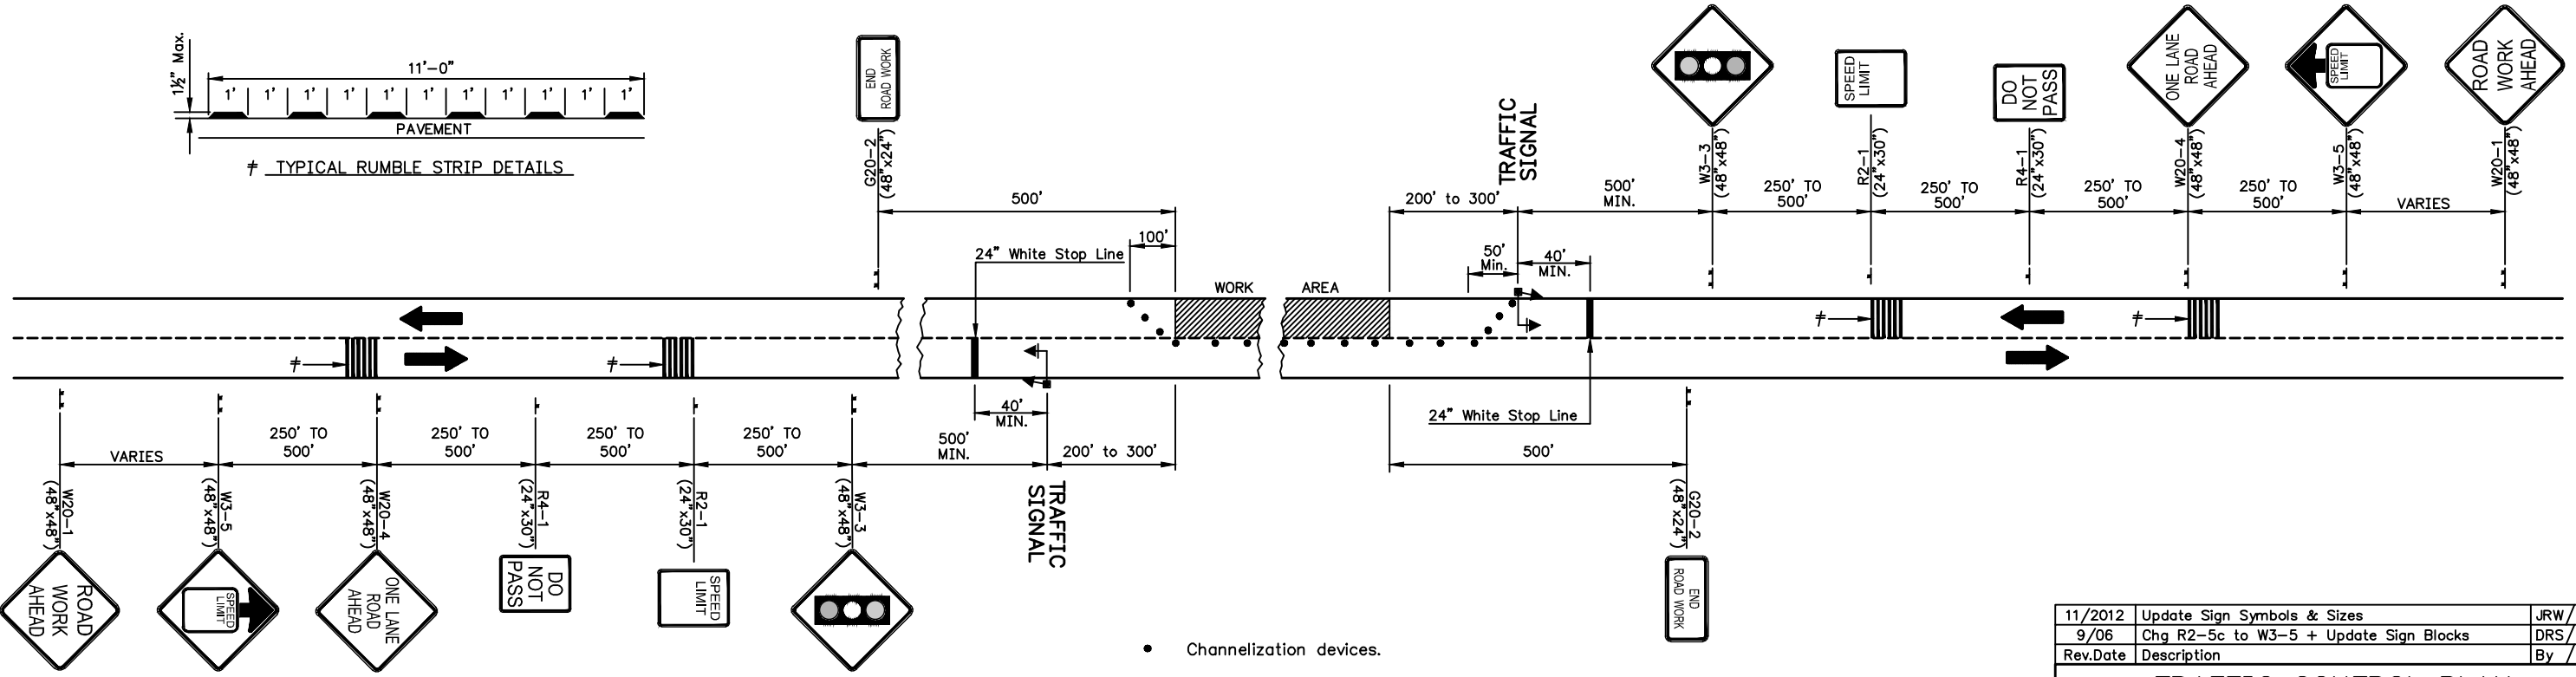 1½" Max.
11'-0"
1' 1' 1' 1' 1' 1' 1' 1' 1' 1' 1'
PAVEMENT
≠ TYPICAL RUMBLE STRIP DETAILS
END
ROAD WORK
G20-2
(48"x24")
500'
100'
24" White Stop Line
WORK AREA
200' to 300'
TRAFFIC
SIGNAL
50'
Min.
40'
MIN.
500'
MIN.
W3-3
(48"x48")
250' TO
500'
SPEED
LIMIT
R2-1
(24"x30")
250' TO
500'
DO
NOT
PASS
R4-1
(24"x30")
250' TO
500'
ONE LANE
ROAD
AHEAD
W20-4
(48"x48")
250' TO
500'
SPEED
LIMIT
W3-5
(48"x48")
VARIES
ROAD
WORK
AHEAD
W20-1
(48"x48")
≠
≠
≠
≠
VARIES
250' TO
500'
250' TO
500'
250' TO
500'
250' TO
500'
500'
MIN.
40'
MIN.
200' to 300'
24" White Stop Line
500'
W20-1
(48"x48")
ROAD
WORK
AHEAD
W3-5
(48"x48")
SPEED
LIMIT
W20-4
(48"x48")
ONE LANE
ROAD
AHEAD
R4-1
(24"x30")
DO
NOT
PASS
R2-1
(24"x30")
SPEED
LIMIT
W3-3
(48"x48")
TRAFFIC
SIGNAL
G20-2
(48"x24")
END
ROAD WORK
• Channelization devices.
11/2012 Update Sign Symbols & Sizes JRW/
9/06 Chg R2-5c to W3-5 + Update Sign Blocks DRS/
Rev.Date Description By /